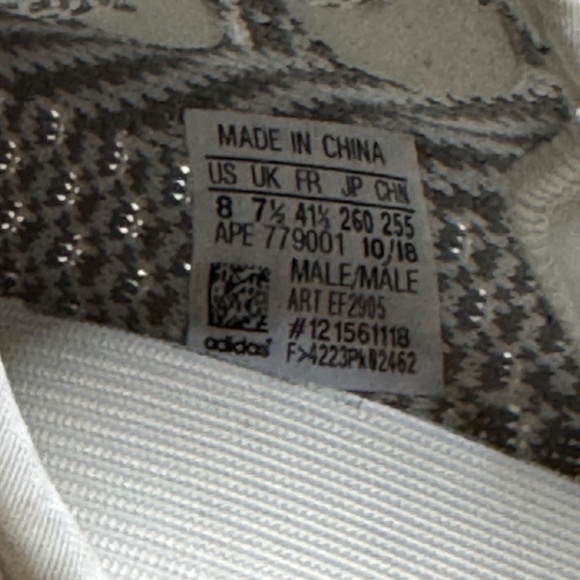 MADE IN CHINA
US UK FR JP CHN
8 7½ 41⅓ 260 255
APE 779001 10/18
MALE/MALE
ART EF2905
#121561118
adidas